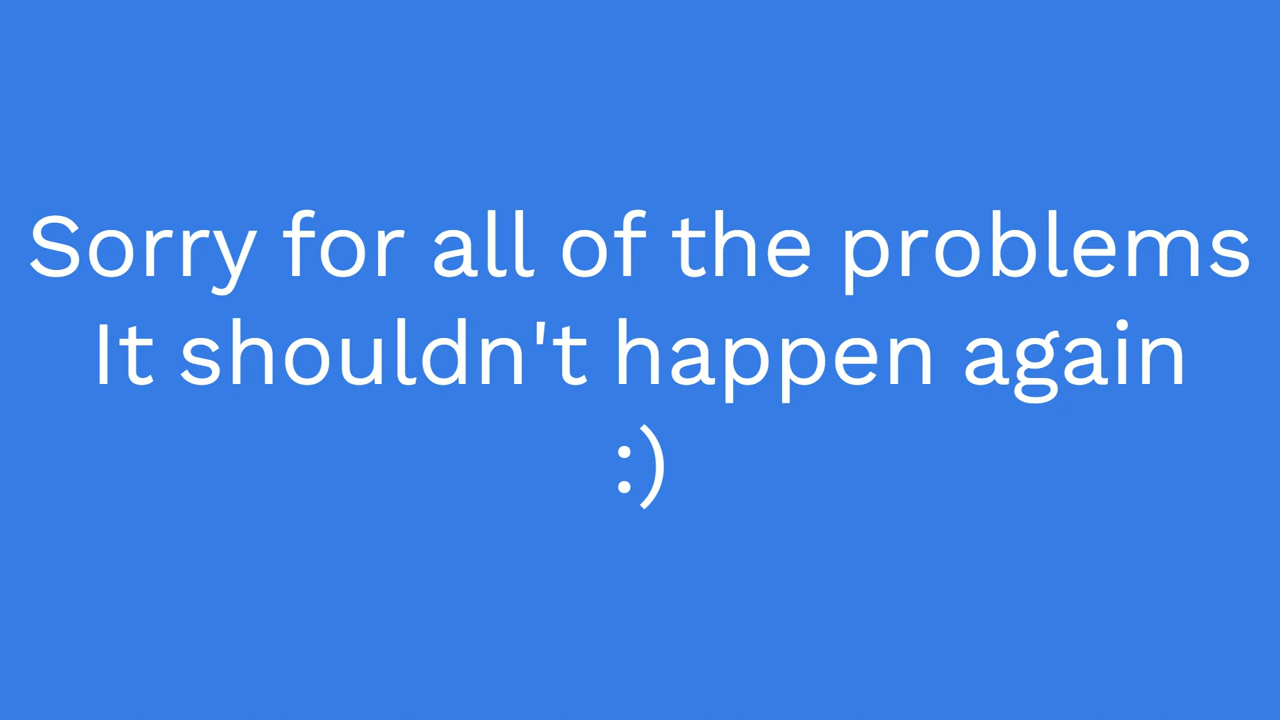 Sorry for all of the problems
It shouldn't happen again
:)